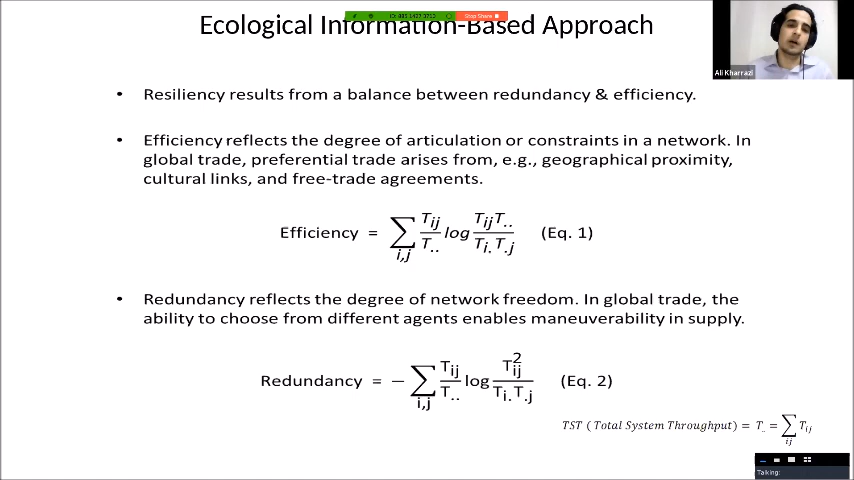 Ecological Information-Based Approach
Stop Share
Ali Kharrazi
• Resiliency results from a balance between redundancy & efficiency.
• Efficiency reflects the degree of articulation or constraints in a network. In
global trade, preferential trade arises from, e.g., geographical proximity,
cultural links, and free-trade agreements.
Efficiency = ∑i,j Tij/T.. log TijT../Ti.T.j (Eq. 1)
• Redundancy reflects the degree of network freedom. In global trade, the
ability to choose from different agents enables maneuverability in supply.
Redundancy = − ∑i,j Tij/T.. log Tij²/Ti.T.j (Eq. 2)
TST ( Total System Throughput) = T.. = ∑ij Tij
Talking: